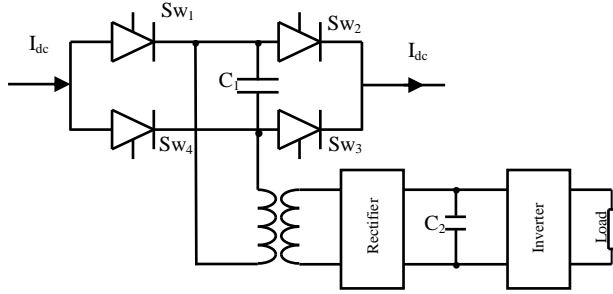 Sw1
Sw2
Idc
Idc
C1
Sw4
Sw3
Rectifier
C2
Inverter
Load